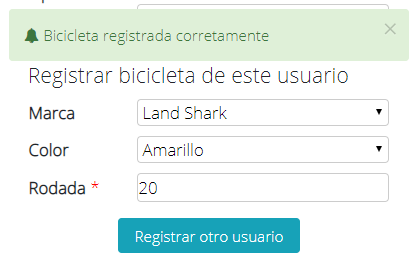 Bicicleta registrada corretamente
Registrar bicicleta de este usuario
Marca Land Shark
Color Amarillo
Rodada * 20
Registrar otro usuario